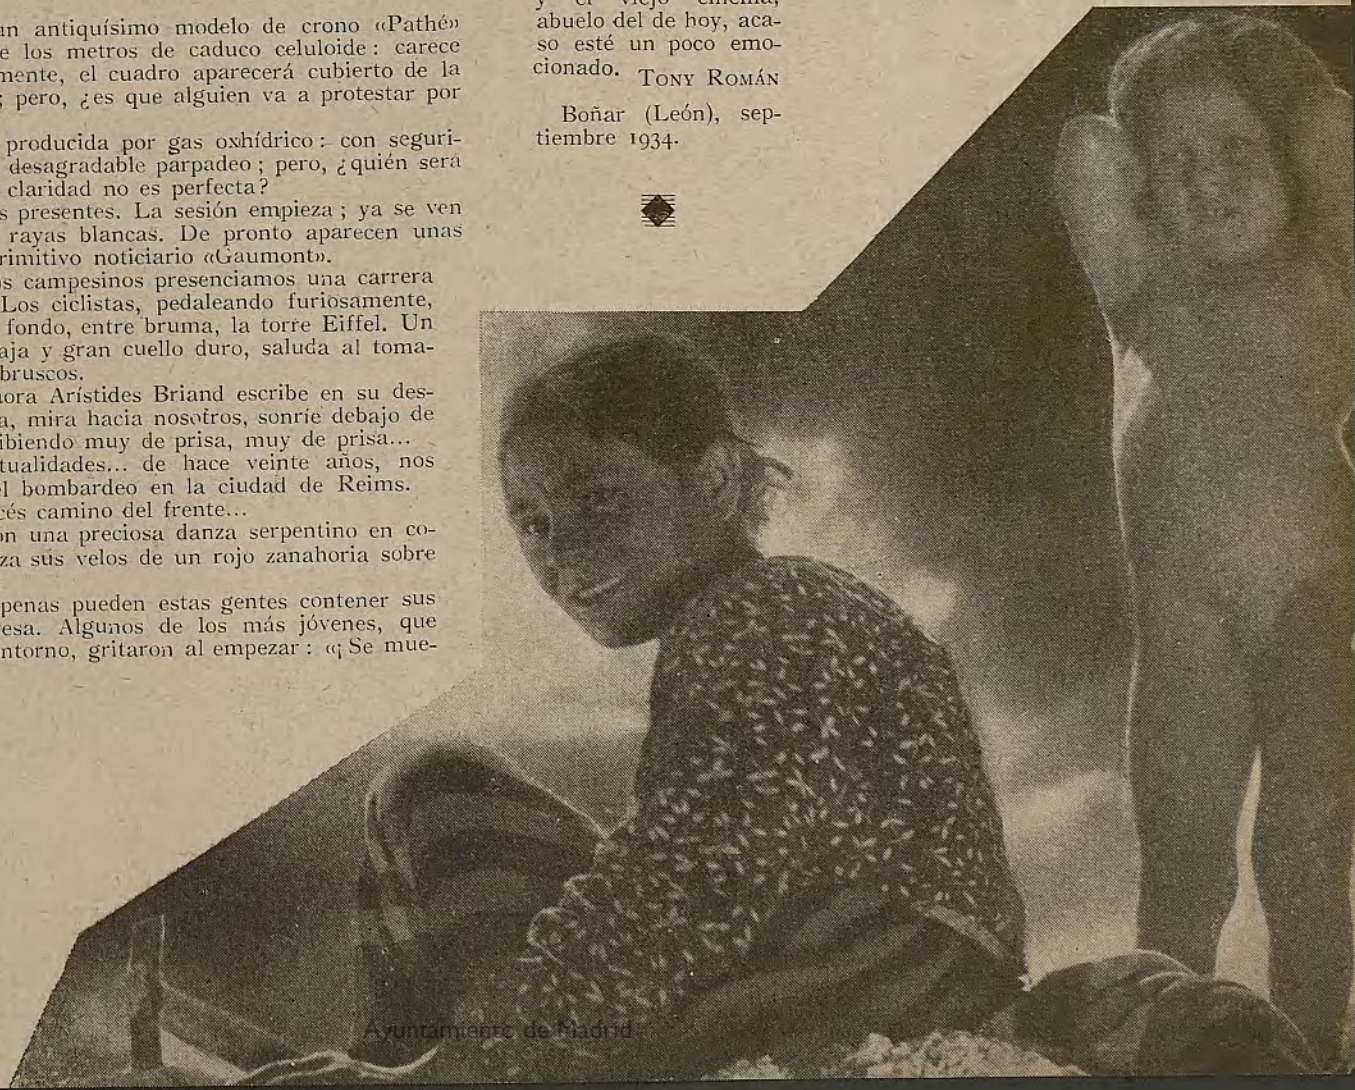 un antiquísimo modelo de crono «Pathé»
e los metros de caduco celuloide : carece
mente, el cuadro aparecerá cubierto de la
; pero, ¿es que alguien va a protestar por
producida por gas oxhídrico : con seguri-
desagradable parpadeo ; pero, ¿quién será
claridad no es perfecta?
s presentes. La sesión empieza ; ya se ven
rayas blancas. De pronto aparecen unas
rimitivo noticiario «Gaumont».
s campesinos presenciamos una carrera
Los ciclistas, pedaleando furiosamente,
fondo, entre bruma, la torre Eiffel. Un
aja y gran cuello duro, saluda al toma-
bruscos.
hora Arístides Briand escribe en su des-
a, mira hacia nosotros, sonríe debajo de
ibiendo muy de prisa, muy de prisa...
tualidades... de hace veinte años, nos
el bombardeo en la ciudad de Reims.
cés camino del frente...
on una preciosa danza serpentino en co-
za sus velos de un rojo zanahoria sobre
penas pueden estas gentes contener sus
esa. Algunos de los más jóvenes, que
ntorno, gritaron al empezar : «¡ Se mue-
y el viejo cinema,
abuelo del de hoy, aca-
so esté un poco emo-
cionado.
TONY ROMÁN
Boñar (León), sep-
tiembre 1934.
Ayuntamiento de Madrid